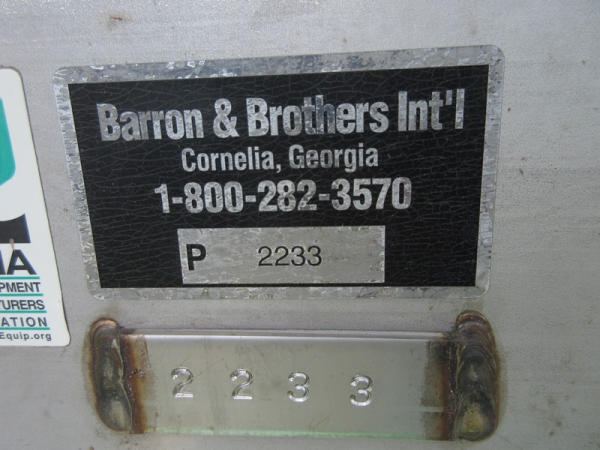 Barron & Brothers Int'l
Cornelia, Georgia
1-800-282-3570
P 2233
2 2 3 3